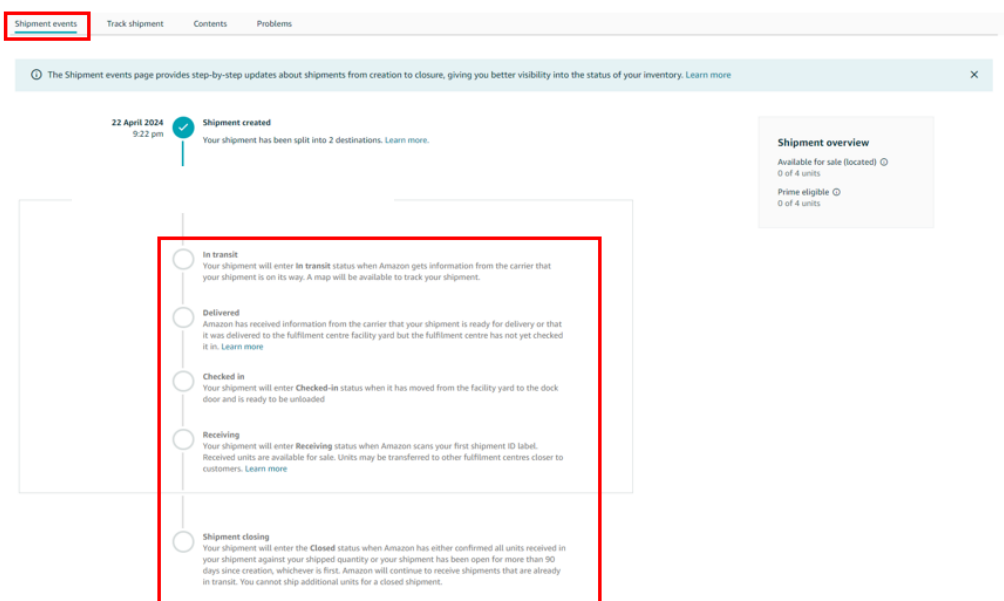 Shipment events
Track shipment
Contents
Problems
The Shipment events page provides step-by-step updates about shipments from creation to closure, giving you better visibility into the status of your inventory. Learn more
22 April 2024
9:22 pm
Shipment created
Your shipment has been split into 2 destinations. Learn more.
Shipment overview
Available for sale (located)
0 of 4 units
Prime eligible
0 of 4 units
In transit
Your shipment will enter In transit status when Amazon gets information from the carrier that
your shipment is on its way. A map will be available to track your shipment.
Delivered
Amazon has received information from the carrier that your shipment is ready for delivery or that
it was delivered to the fulfilment centre facility yard but the fulfilment centre has not yet checked
it in. Learn more
Checked in
Your shipment will enter Checked-in status when it has moved from the facility yard to the dock
door and is ready to be unloaded
Receiving
Your shipment will enter Receiving status when Amazon scans your first shipment ID label.
Received units are available for sale. Units may be transferred to other fulfilment centres closer to
customers. Learn more
Shipment closing
Your shipment will enter the Closed status when Amazon has either confirmed all units received in
your shipment against your shipped quantity or your shipment has been open for more than 90
days since creation, whichever is first. Amazon will continue to receive shipments that are already
in transit. You cannot ship additional units for a closed shipment.